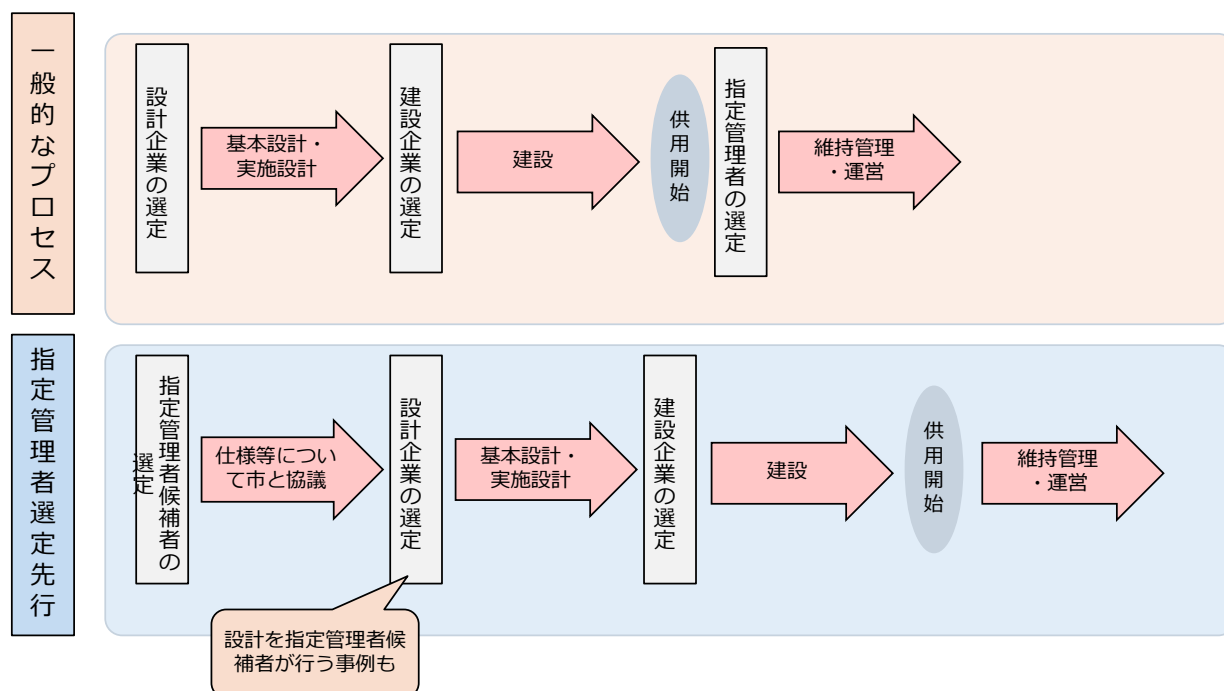 一般的なプロセス
設計企業の選定
基本設計・
実施設計
建設企業の選定
建設
供用開始
指定管理者の選定
維持管理
・運営
指定管理者選定先行
指定管理者候補者の
選定
仕様等につい
て市と協議
設計企業の選定
基本設計・
実施設計
建設企業の選定
建設
供用開始
維持管理
・運営
設計を指定管理者候
補者が行う事例も